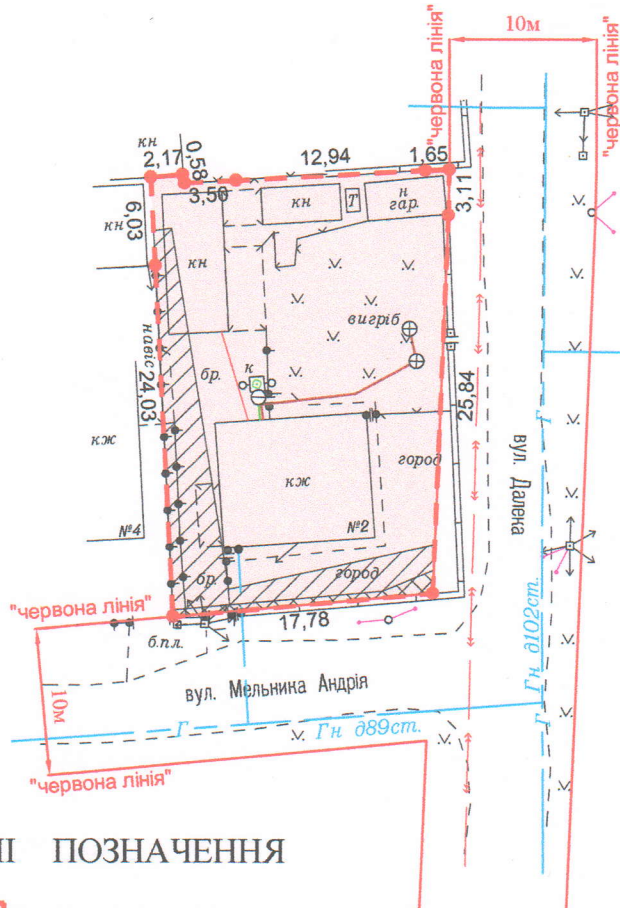 10м
"червона лінія"
"червона лінія"
кн
2,17
0,58
3,56
12,94
1,65
3,11
6,03
кн
кн
кн
Т
н
гар.
вигріб
навіс
24,03
бр.
к
25,84
кж
№4
кж
№2
город
вул. Далека
Г
бр.
город
"червона лінія"
17,78
б.пл.
Гн д102ст.
10м
вул. Мельника Андрія
Г
Гн д89ст.
Г
"червона лінія"
ПОЗНАЧЕННЯ